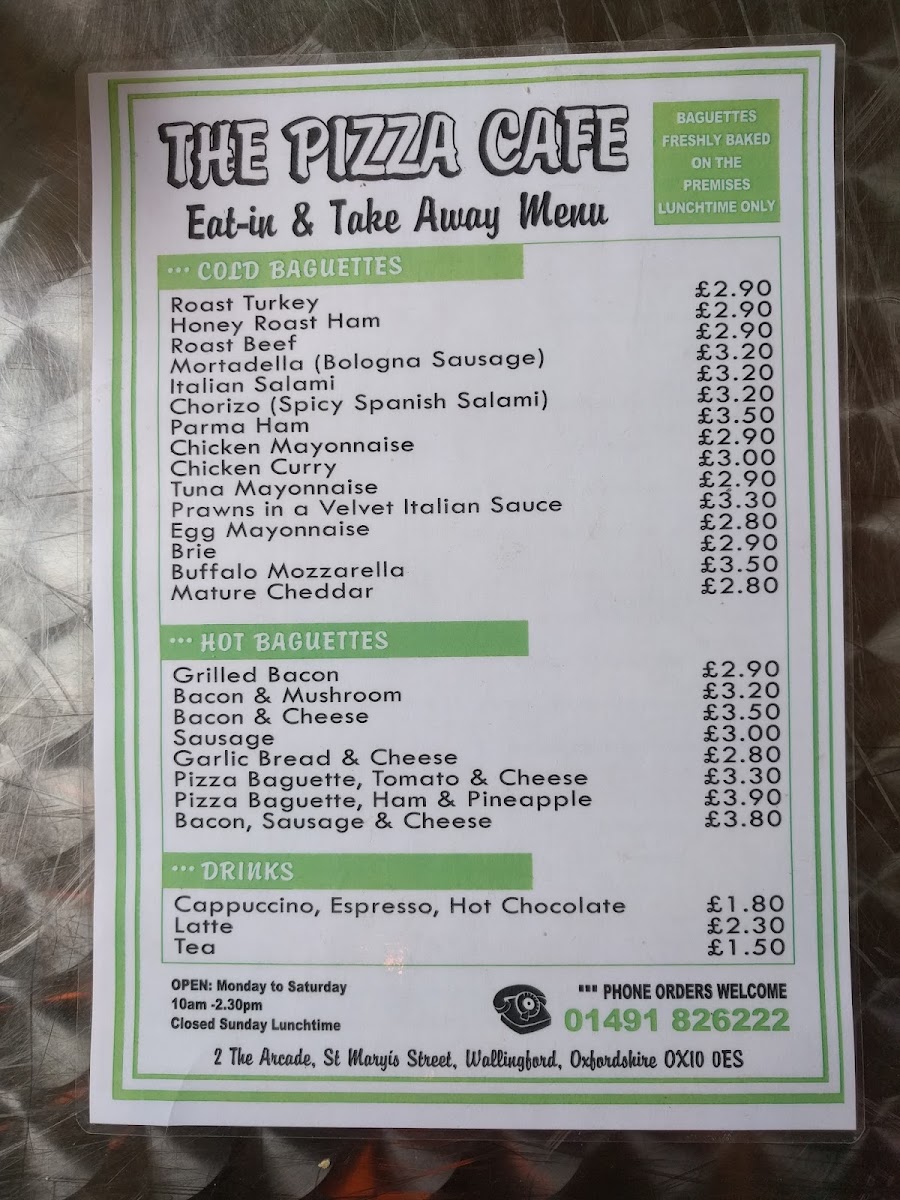 THE PIZZA CAFE
Eat-in & Take Away Menu
BAGUETTES
FRESHLY BAKED
ON THE
PREMISES
LUNCHTIME ONLY
··· COLD BAGUETTES
Roast Turkey £2.90
Honey Roast Ham £2.90
Roast Beef £2.90
Mortadella (Bologna Sausage) £3.20
Italian Salami £3.20
Chorizo (Spicy Spanish Salami) £3.20
Parma Ham £3.50
Chicken Mayonnaise £2.90
Chicken Curry £3.00
Tuna Mayonnaise £2.90
Prawns in a Velvet Italian Sauce £3.30
Egg Mayonnaise £2.80
Brie £2.90
Buffalo Mozzarella £3.50
Mature Cheddar £2.80
··· HOT BAGUETTES
Grilled Bacon £2.90
Bacon & Mushroom £3.20
Bacon & Cheese £3.50
Sausage £3.00
Garlic Bread & Cheese £2.80
Pizza Baguette, Tomato & Cheese £3.30
Pizza Baguette, Ham & Pineapple £3.90
Bacon, Sausage & Cheese £3.80
··· DRINKS
Cappuccino, Espresso, Hot Chocolate £1.80
Latte £2.30
Tea £1.50
OPEN: Monday to Saturday
10am -2.30pm
Closed Sunday Lunchtime
··· PHONE ORDERS WELCOME
01491 826222
2 The Arcade, St Maryís Street, Wallingford, Oxfordshire OX10 0ES